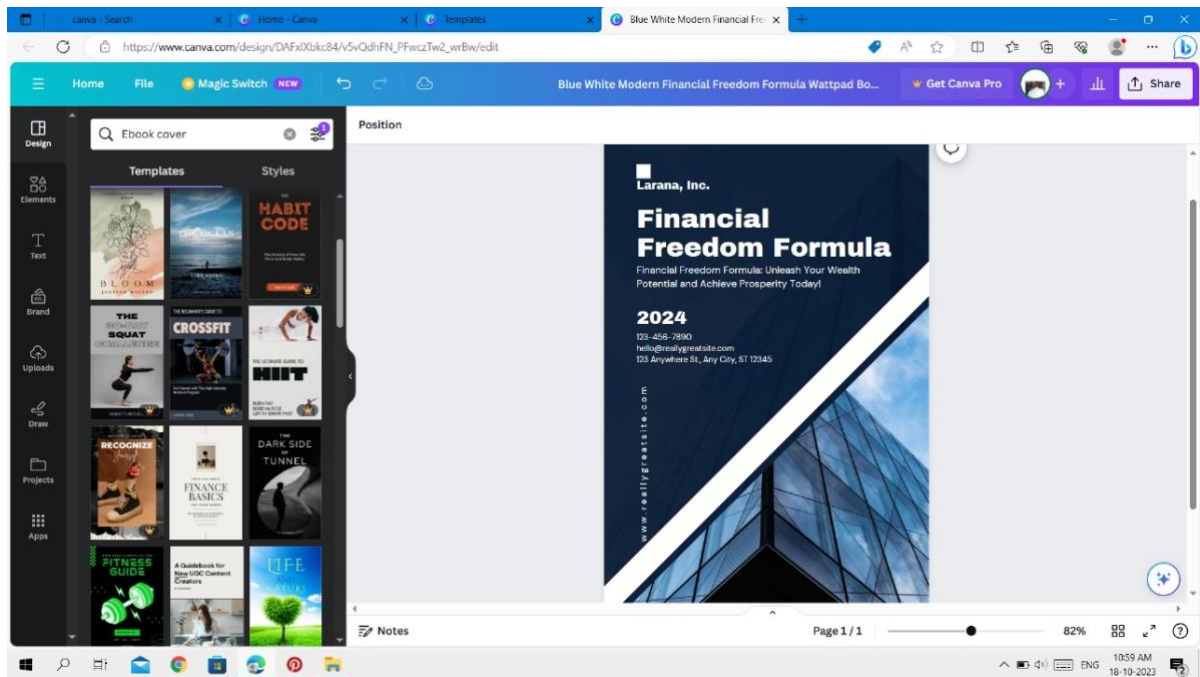 canva - Search
Home - Canva
Templates
Blue White Modern Financial Fre
https://www.canva.com/design/DAFxlXbkc84/v5vQdhFN_PFwczTw2_wrBw/edit
Home File Magic Switch NEW
Blue White Modern Financial Freedom Formula Wattpad Bo...
Get Canva Pro
Share
Design
Elements
Text
Brand
Uploads
Draw
Projects
Apps
Ebook cover
Templates Styles
BLOOM
HABIT
CODE
THE
SQUAT
CROSSFIT
HIIT
RECOGNIZE
Yourself
FINANCE
BASICS
THE
DARK SIDE
OF
TUNNEL
FITNESS
GUIDE
A Guidebook for
New UGC Content
Creators
LIFE
Position
Larana, Inc.
Financial
Freedom Formula
Financial Freedom Formula: Unleash Your Wealth
Potential and Achieve Prosperity Today!
2024
123-456-7890
hello@reallygreatsite.com
123 Anywhere St., Any City, ST 12345
www.reallygreatsite.com
Notes
Page 1 / 1
82%
ENG
10:59 AM
18-10-2023